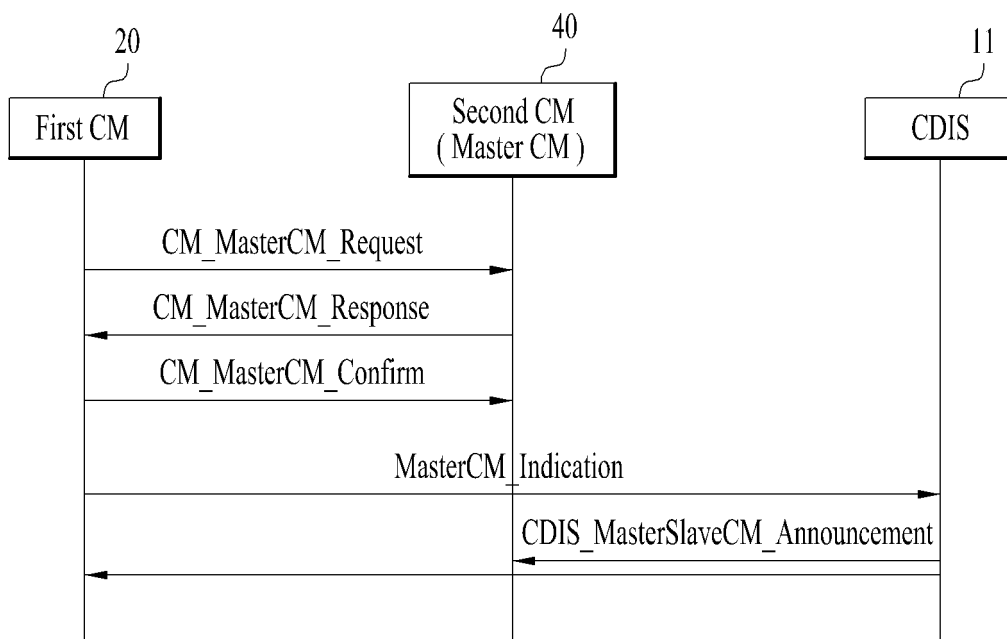 20
40
11
First CM
Second CM
( Master CM )
CDIS
CM_MasterCM_Request
CM_MasterCM_Response
CM_MasterCM_Confirm
MasterCM_Indication
CDIS_MasterSlaveCM_Announcement